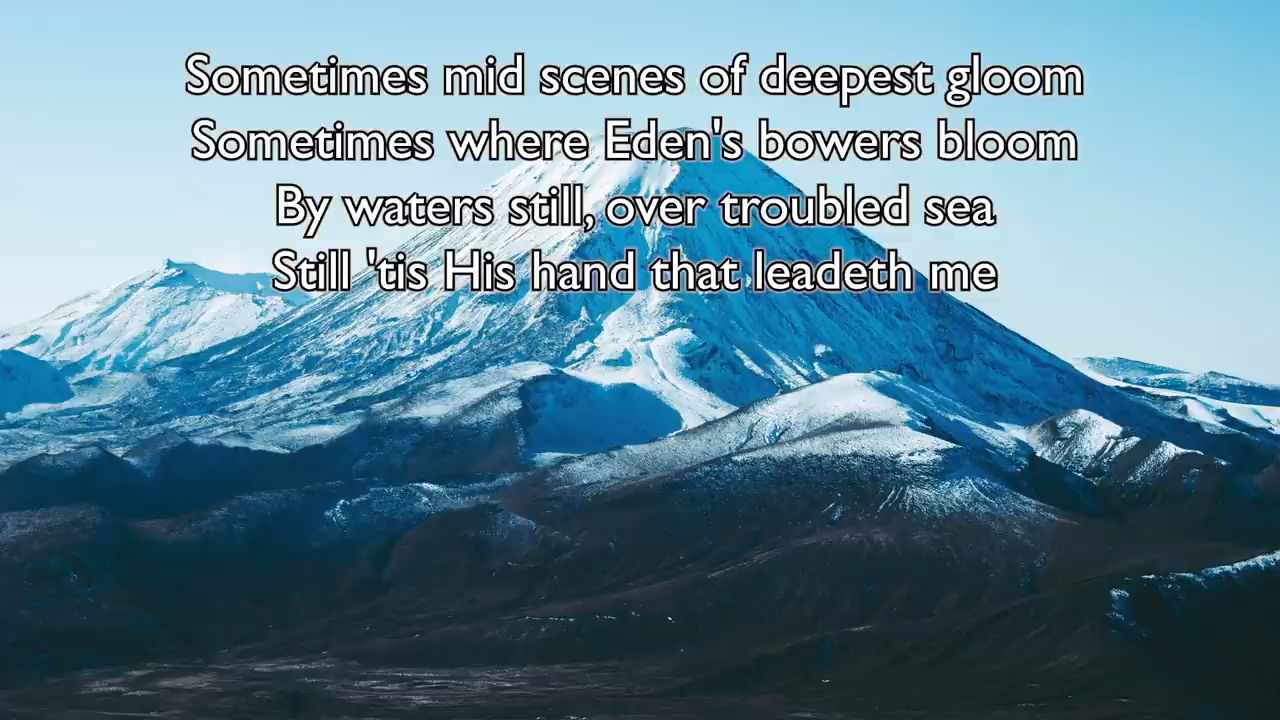 Sometimes mid scenes of deepest gloom
Sometimes where Eden's bowers bloom
By waters still, over troubled sea
Still 'tis His hand that leadeth me